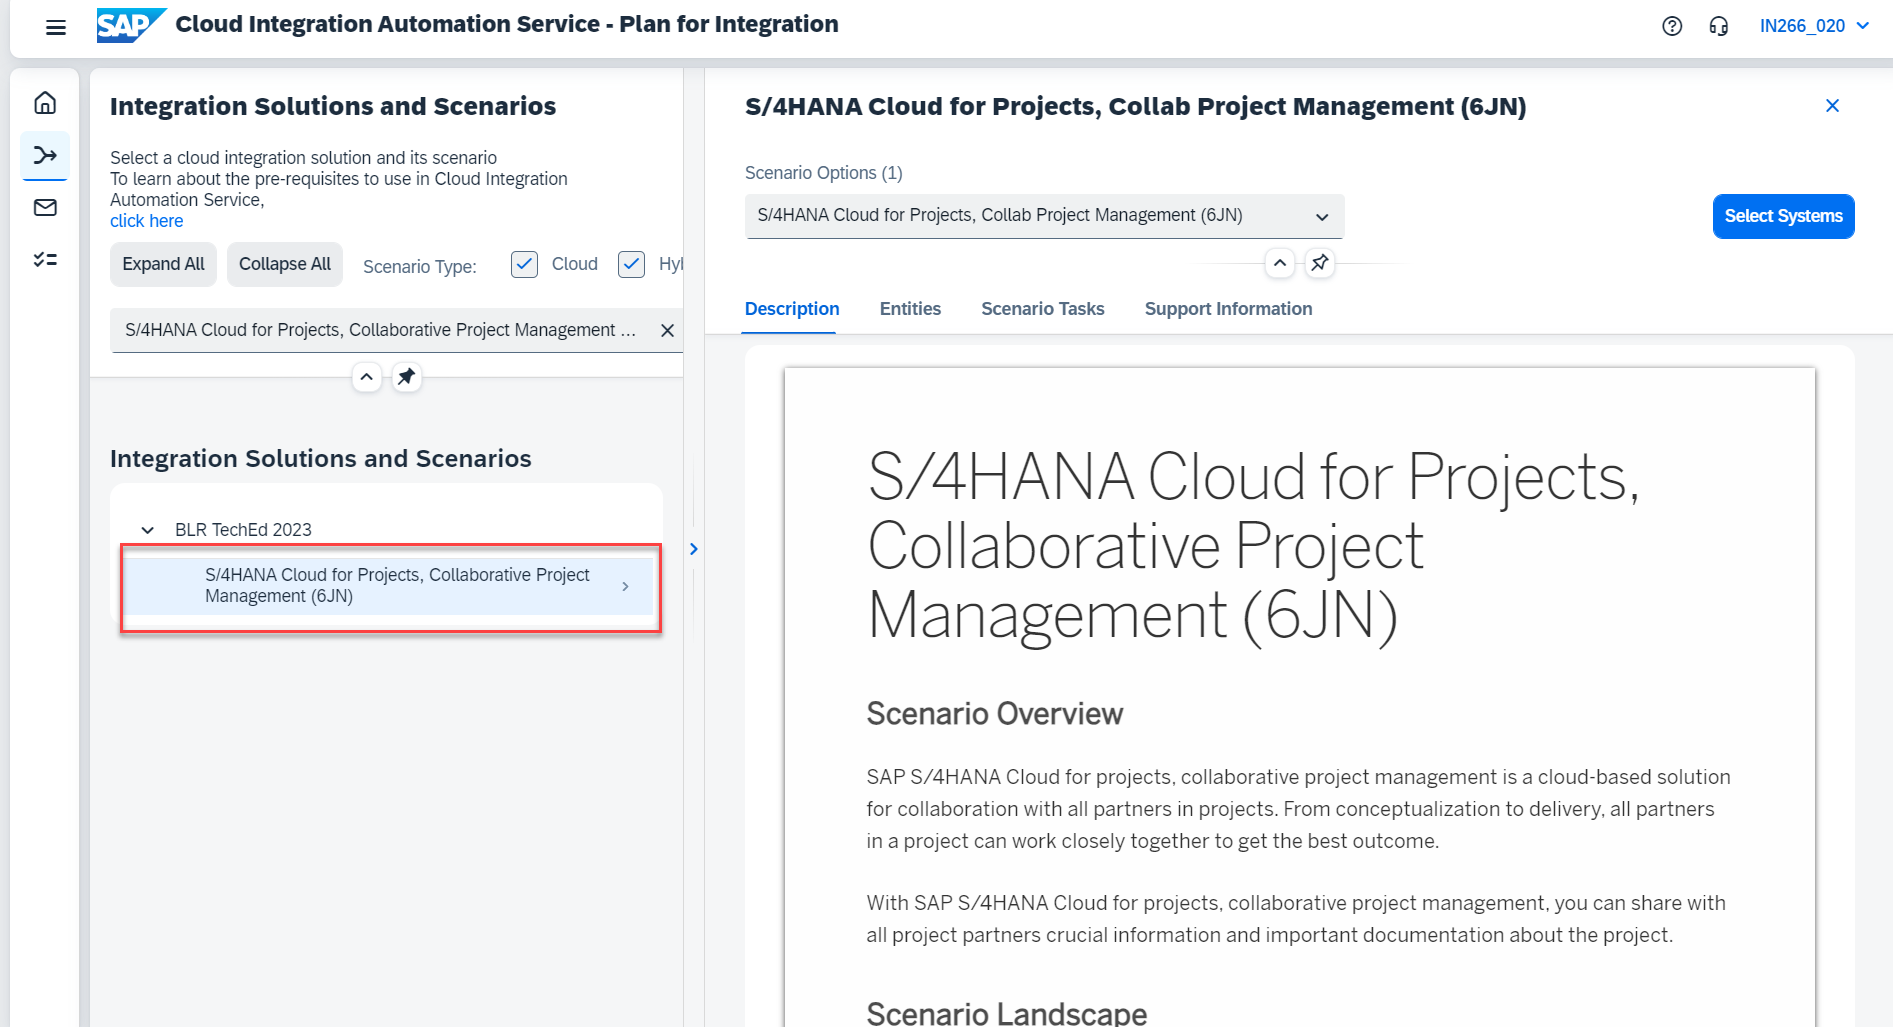 SAP Cloud Integration Automation Service - Plan for Integration
IN266_020
Integration Solutions and Scenarios
Select a cloud integration solution and its scenario
To learn about the pre-requisites to use in Cloud Integration
Automation Service,
click here
Expand All Collapse All Scenario Type: Cloud Hyb
S/4HANA Cloud for Projects, Collaborative Project Management ...
Integration Solutions and Scenarios
BLR TechEd 2023
S/4HANA Cloud for Projects, Collaborative Project
Management (6JN)
S/4HANA Cloud for Projects, Collab Project Management (6JN)
Scenario Options (1)
S/4HANA Cloud for Projects, Collab Project Management (6JN)
Select Systems
Description Entities Scenario Tasks Support Information
S/4HANA Cloud for Projects,
Collaborative Project
Management (6JN)
Scenario Overview
SAP S/4HANA Cloud for projects, collaborative project management is a cloud-based solution
for collaboration with all partners in projects. From conceptualization to delivery, all partners
in a project can work closely together to get the best outcome.
With SAP S/4HANA Cloud for projects, collaborative project management, you can share with
all project partners crucial information and important documentation about the project.
Scenario Landscape